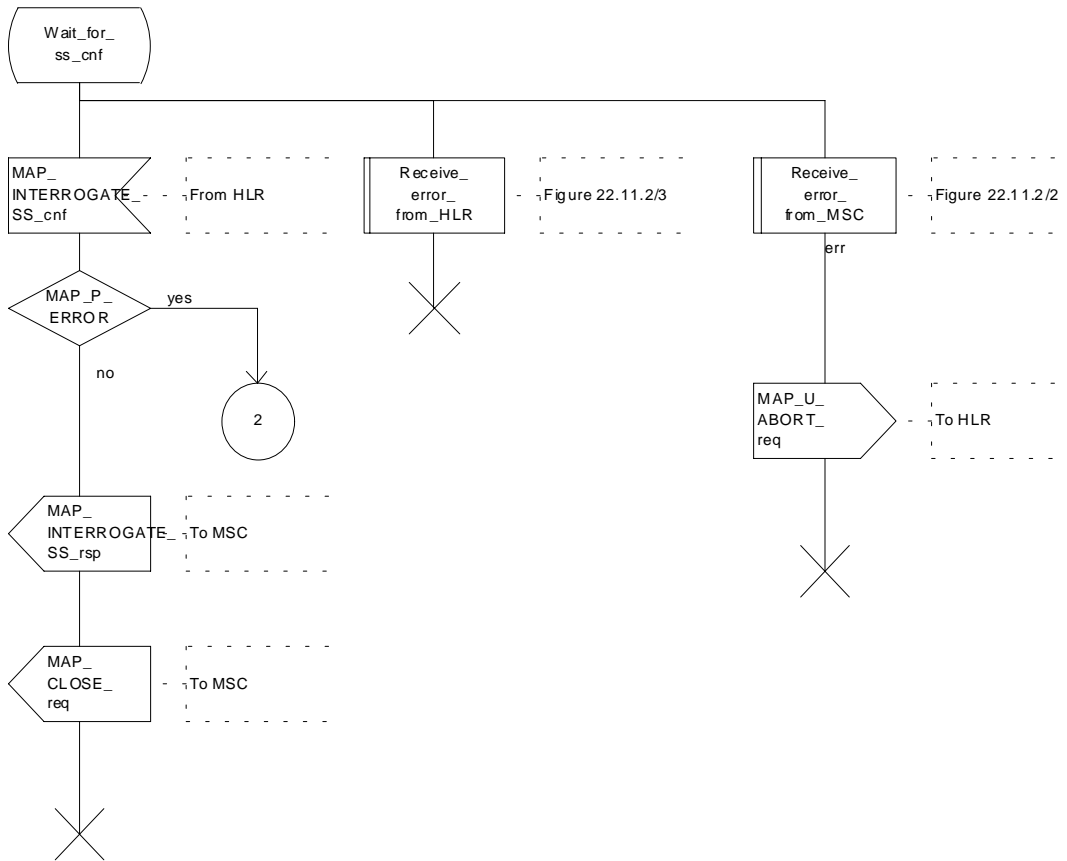 Wait_for_
ss_cnf
MAP_
INTERROGATE_
SS_cnf
From HLR
Receive_
error_
from_HLR
Figure 22.11.2/3
Receive_
error_
from_MSC
Figure 22.11.2/2
err
MAP_P_
ERROR
yes
no
2
MAP_U_
ABORT_
req
To HLR
MAP_
INTERROGATE_
SS_rsp
To MSC
MAP_
CLOSE_
req
To MSC